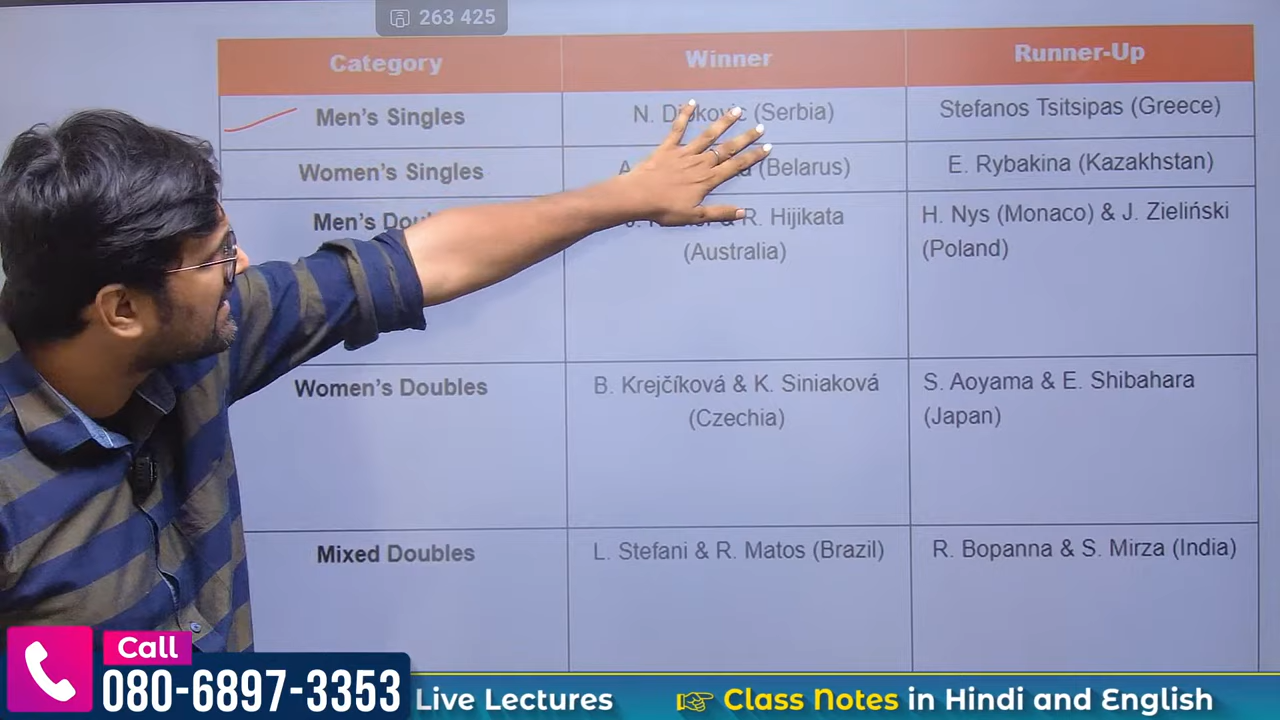 263 425
Category Winner Runner-Up
Men's Singles N. (Serbia) Stefanos Tsitsipas (Greece)
Women's Singles A. (Belarus) E. Rybakina (Kazakhstan)
Men's & R. Hijikata H. Nys (Monaco) & J. Zieliński
(Australia) (Poland)
Women's Doubles B. Krejčíková & K. Siniaková S. Aoyama & E. Shibahara
(Czechia) (Japan)
Mixed Doubles L. Stefani & R. Matos (Brazil) R. Bopanna & S. Mirza (India)
Call
080-6897-3353
Live Lectures Class Notes in Hindi and English